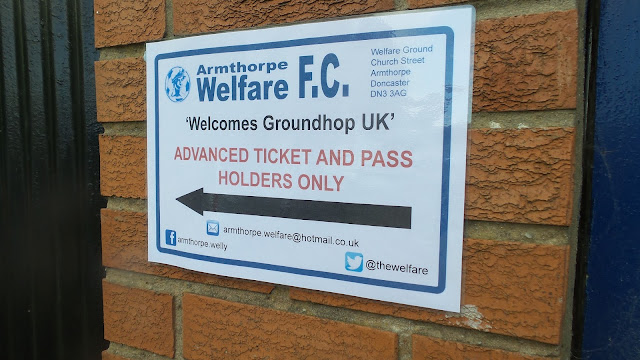 Armthorpe
Welfare F.C.
Welfare Ground
Church Street
Armthorpe
Doncaster
DN3 3AG
'Welcomes Groundhop UK'
ADVANCED TICKET AND PASS
HOLDERS ONLY
armthorpe.welfare@hotmail.co.uk
armthorpe.welly
@thewelfare